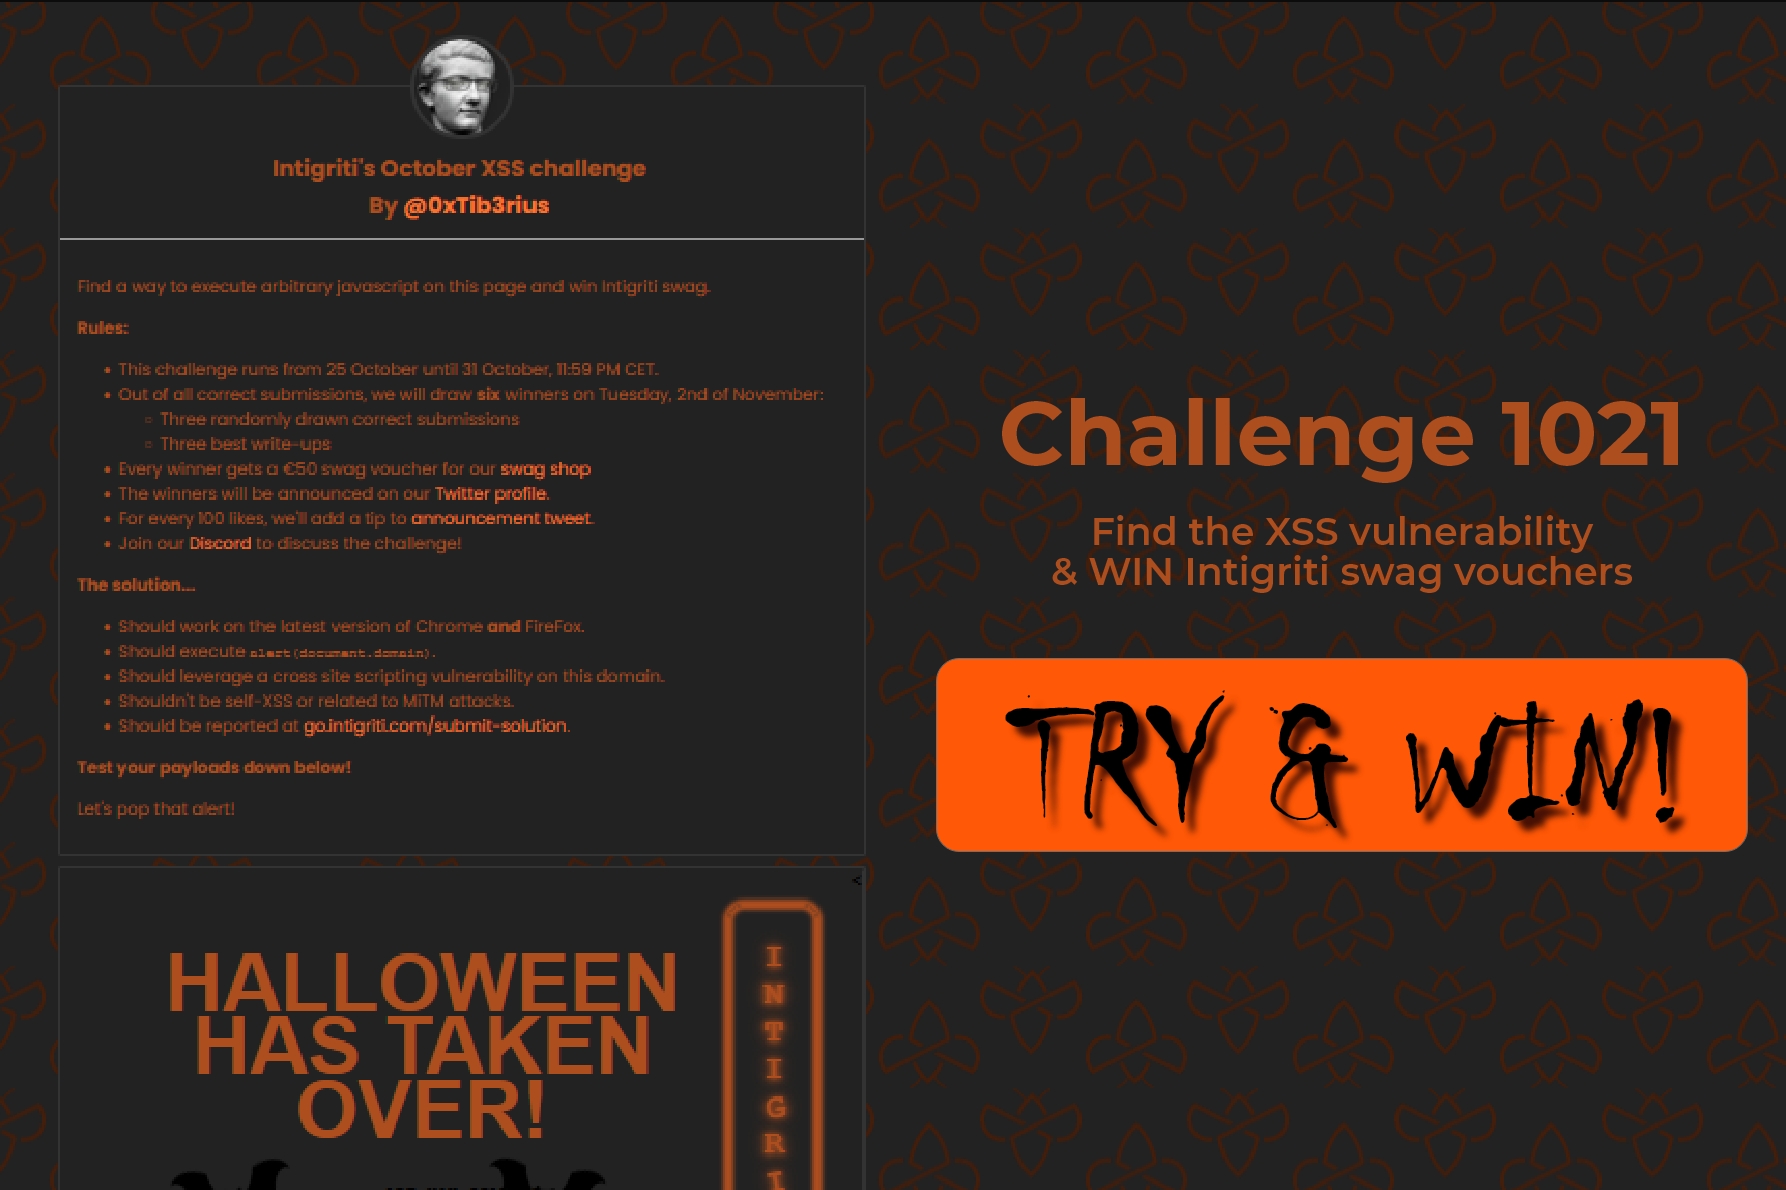 Intigriti's October XSS challenge
By @0xTib3rius
Find a way to execute arbitrary javascript on this page and win Intigriti swag.
Rules:
This challenge runs from 25 October until 31 October, 11:59 PM CET.
Out of all correct submissions, we will draw six winners on Tuesday, 2nd of November:
Three randomly drawn correct submissions
Three best write-ups
Every winner gets a €50 swag voucher for our swag shop
The winners will be announced on our Twitter profile.
For every 100 likes, we'll add a tip to announcement tweet.
Join our Discord to discuss the challenge!
The solution...
Should work on the latest version of Chrome and FireFox.
Should execute alert(document.domain).
Should leverage a cross site scripting vulnerability on this domain.
Shouldn't be self-XSS or related to MiTM attacks.
Should be reported at go.intigriti.com/submit-solution.
Test your payloads down below!
Let's pop that alert!
<
HALLOWEEN
HAS TAKEN
OVER!
I
N
T
I
G
R
I
Challenge 1021
Find the XSS vulnerability
& WIN Intigriti swag vouchers
TRY & WIN!